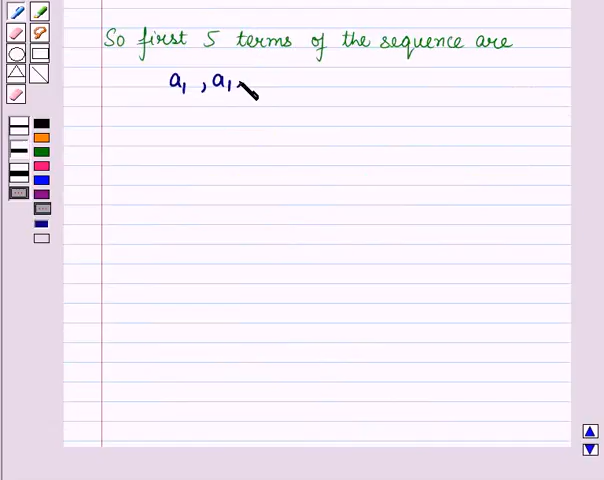 So first 5 terms of the sequence are
a₁ , a₁